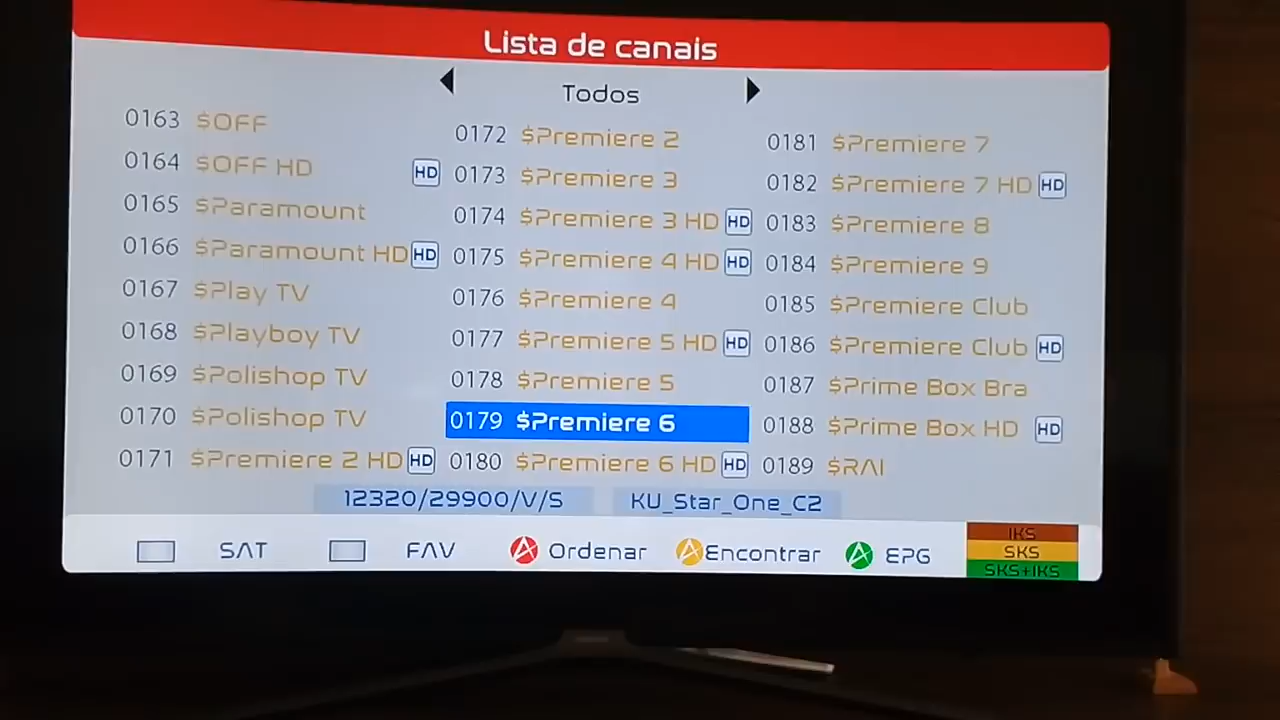 Lista de canais
Todos
0163 $OFF
0164 $OFF HD HD
0165 $Paramount
0166 $Paramount HD HD
0167 $Play TV
0168 $Playboy TV
0169 $Polishop TV
0170 $Polishop TV
0171 $Premiere 2 HD HD
0172 $Premiere 2
0173 $Premiere 3
0174 $Premiere 3 HD HD
0175 $Premiere 4 HD HD
0176 $Premiere 4
0177 $Premiere 5 HD HD
0178 $Premiere 5
0179 $Premiere 6
0180 $Premiere 6 HD HD
0181 $Premiere 7
0182 $Premiere 7 HD HD
0183 $Premiere 8
0184 $Premiere 9
0185 $Premiere Club
0186 $Premiere Club HD
0187 $Prime Box Bra
0188 $Prime Box HD HD
0189 $RAI
12320/29900/V/S KU_Star_One_C2
SAT FAV Ordenar Encontrar EPG
IKS
SKS
SKS+IKS